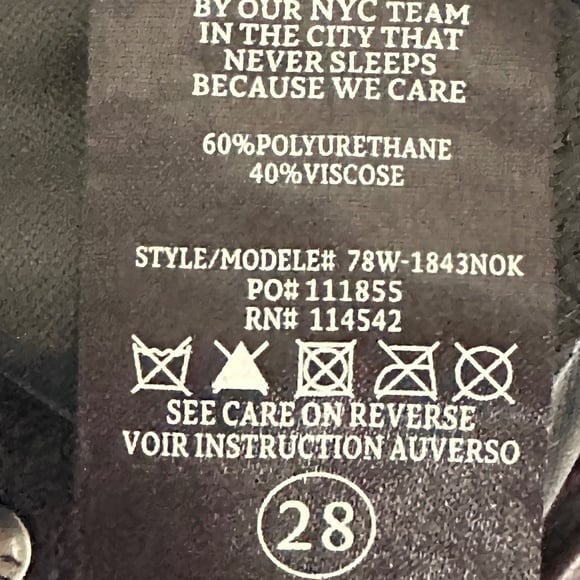 BY OUR NYC TEAM
IN THE CITY THAT
NEVER SLEEPS
BECAUSE WE CARE
60%POLYURETHANE
40%VISCOSE
STYLE/MODELE# 78W-1843NOK
PO# 111855
RN# 114542
SEE CARE ON REVERSE
VOIR INSTRUCTION AUVERSO
28